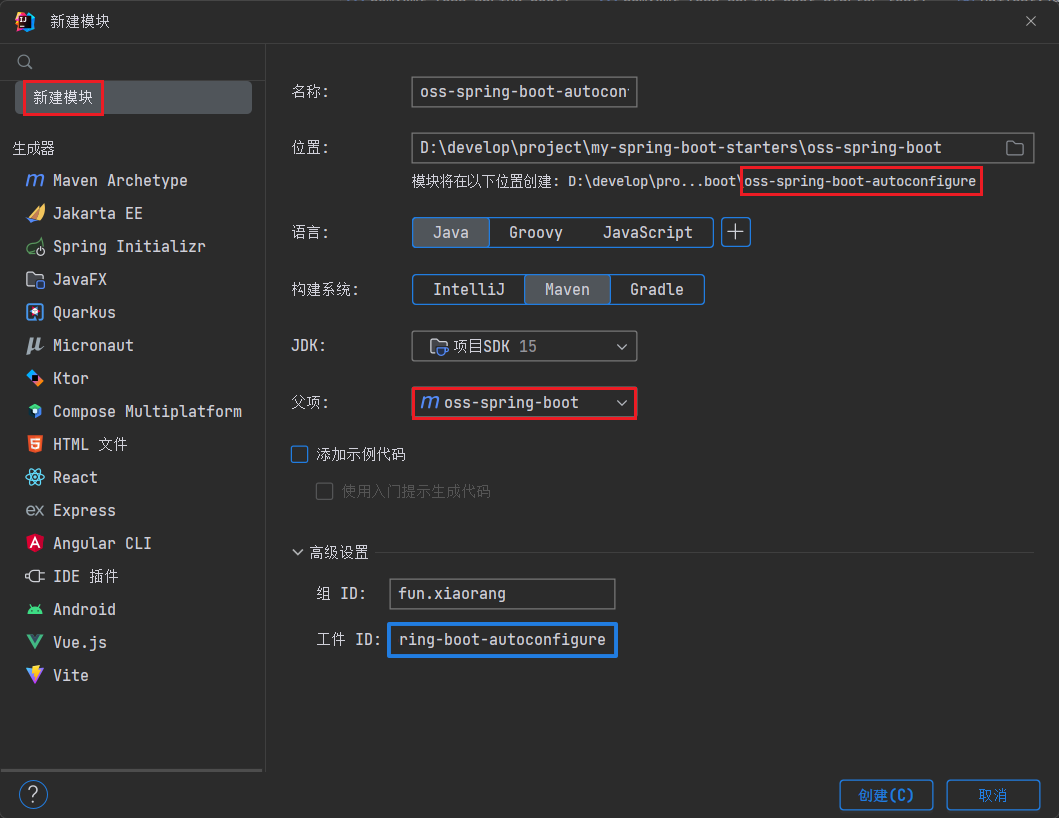 新建模块
新建模块
生成器
Maven Archetype
Jakarta EE
Spring Initializr
JavaFX
Quarkus
Micronaut
Ktor
Compose Multiplatform
HTML 文件
React
Express
Angular CLI
IDE 插件
Android
Vue.js
Vite
名称:
oss-spring-boot-autocon
位置:
D:\develop\project\my-spring-boot-starters\oss-spring-boot
模块将在以下位置创建: D:\develop\pro...boot\oss-spring-boot-autoconfigure
语言:
Java Groovy JavaScript
构建系统:
IntelliJ Maven Gradle
JDK:
项目SDK 15
父项:
m oss-spring-boot
添加示例代码
使用入门提示生成代码
高级设置
组 ID:
fun.xiaorang
工件 ID:
ring-boot-autoconfigure
?
创建(C) 取消